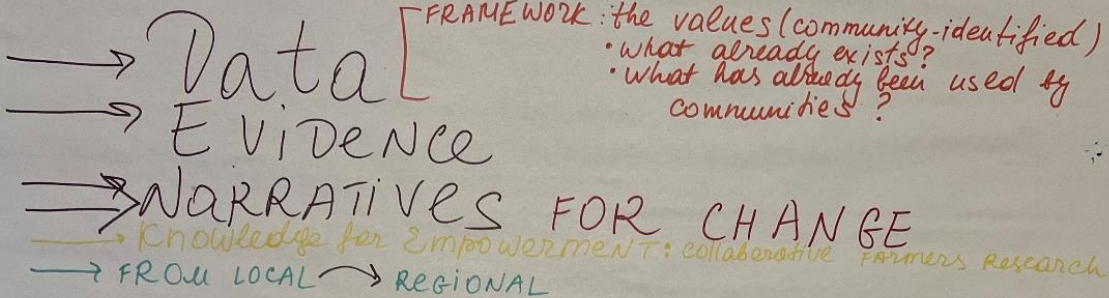 Data
FRAMEWORK: the values (community-identified)
• What already exists?
• What has already been used by
communities?
EViDeNce
NaRRATiVes FOR CHANGE
Knowledge for EmpoweRmeNT: collaborative FARmers Research
FROM LOCAL → REGIONAL